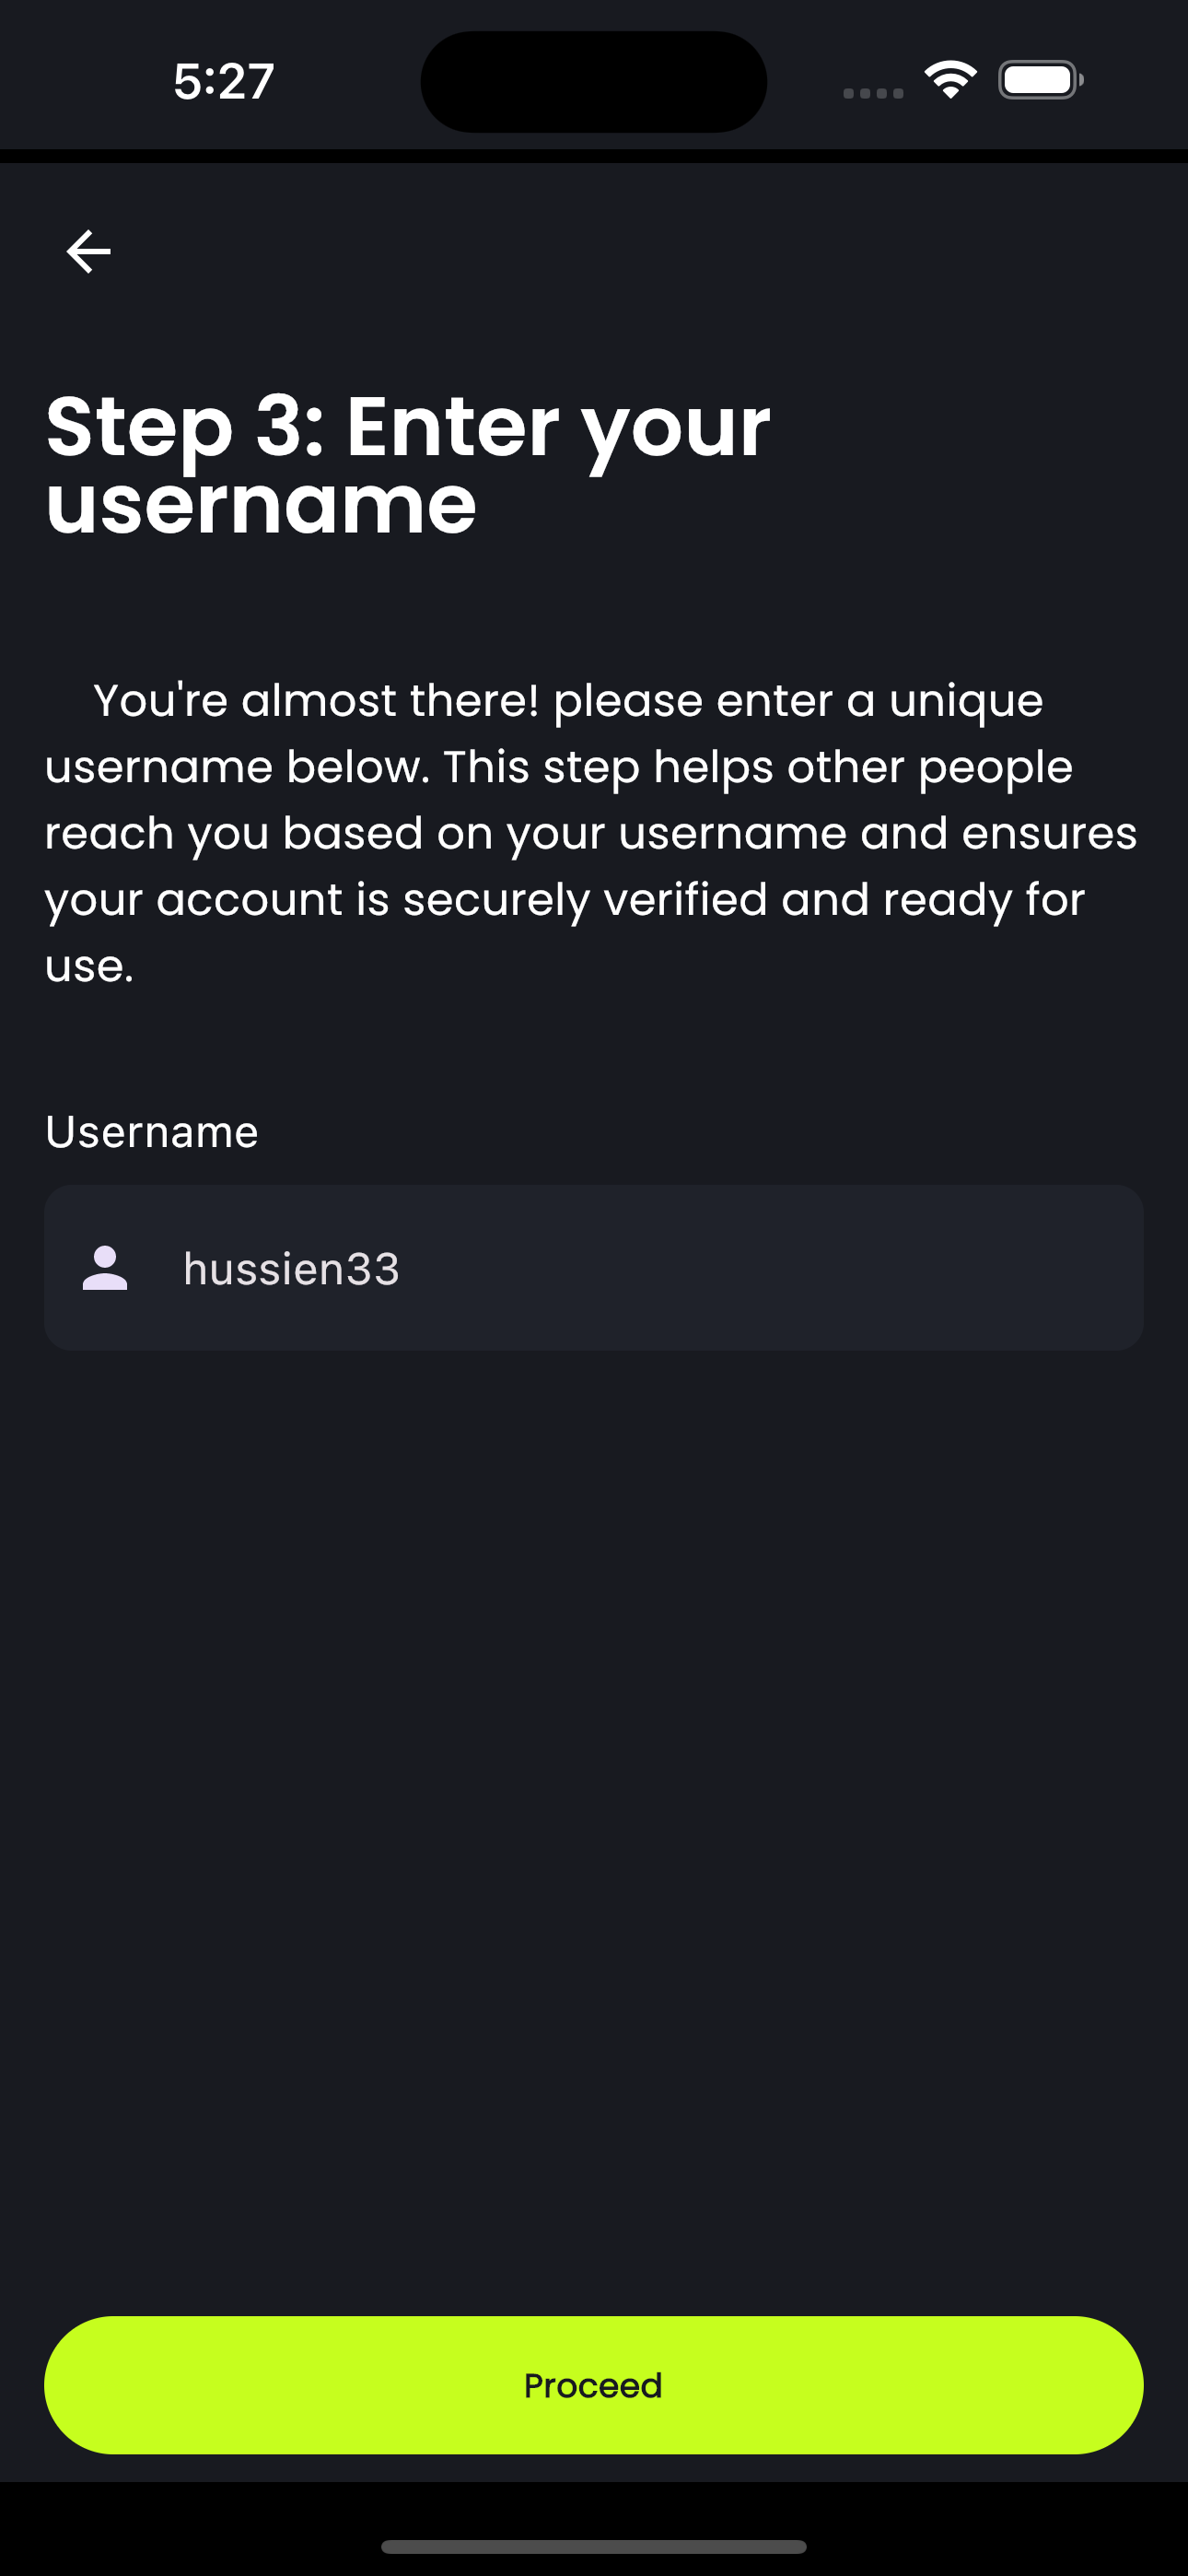 5:27
Step 3: Enter your
username
You're almost there! please enter a unique
username below. This step helps other people
reach you based on your username and ensures
your account is securely verified and ready for
use.
Username
hussien33
Proceed